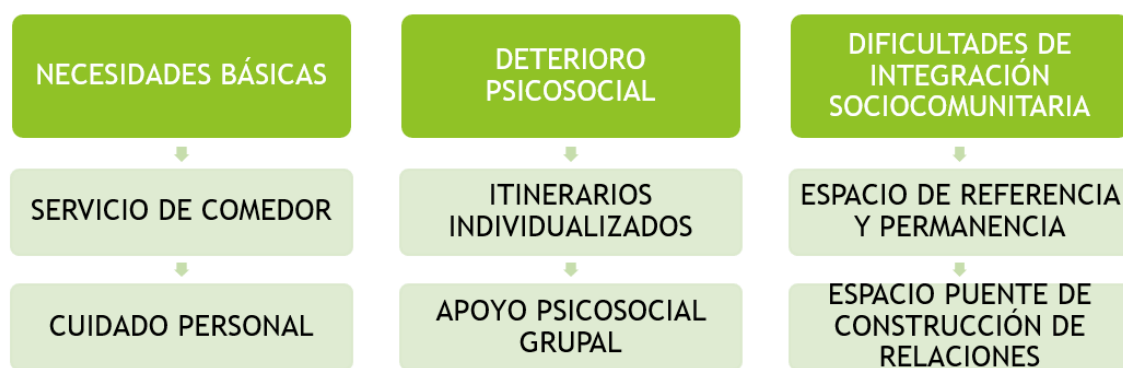 NECESIDADES BÁSICAS
SERVICIO DE COMEDOR
CUIDADO PERSONAL
DETERIORO
PSICOSOCIAL
ITINERARIOS
INDIVIDUALIZADOS
APOYO PSICOSOCIAL
GRUPAL
DIFICULTADES DE
INTEGRACIÓN
SOCIOCOMUNITARIA
ESPACIO DE REFERENCIA
Y PERMANENCIA
ESPACIO PUENTE DE
CONSTRUCCIÓN DE
RELACIONES